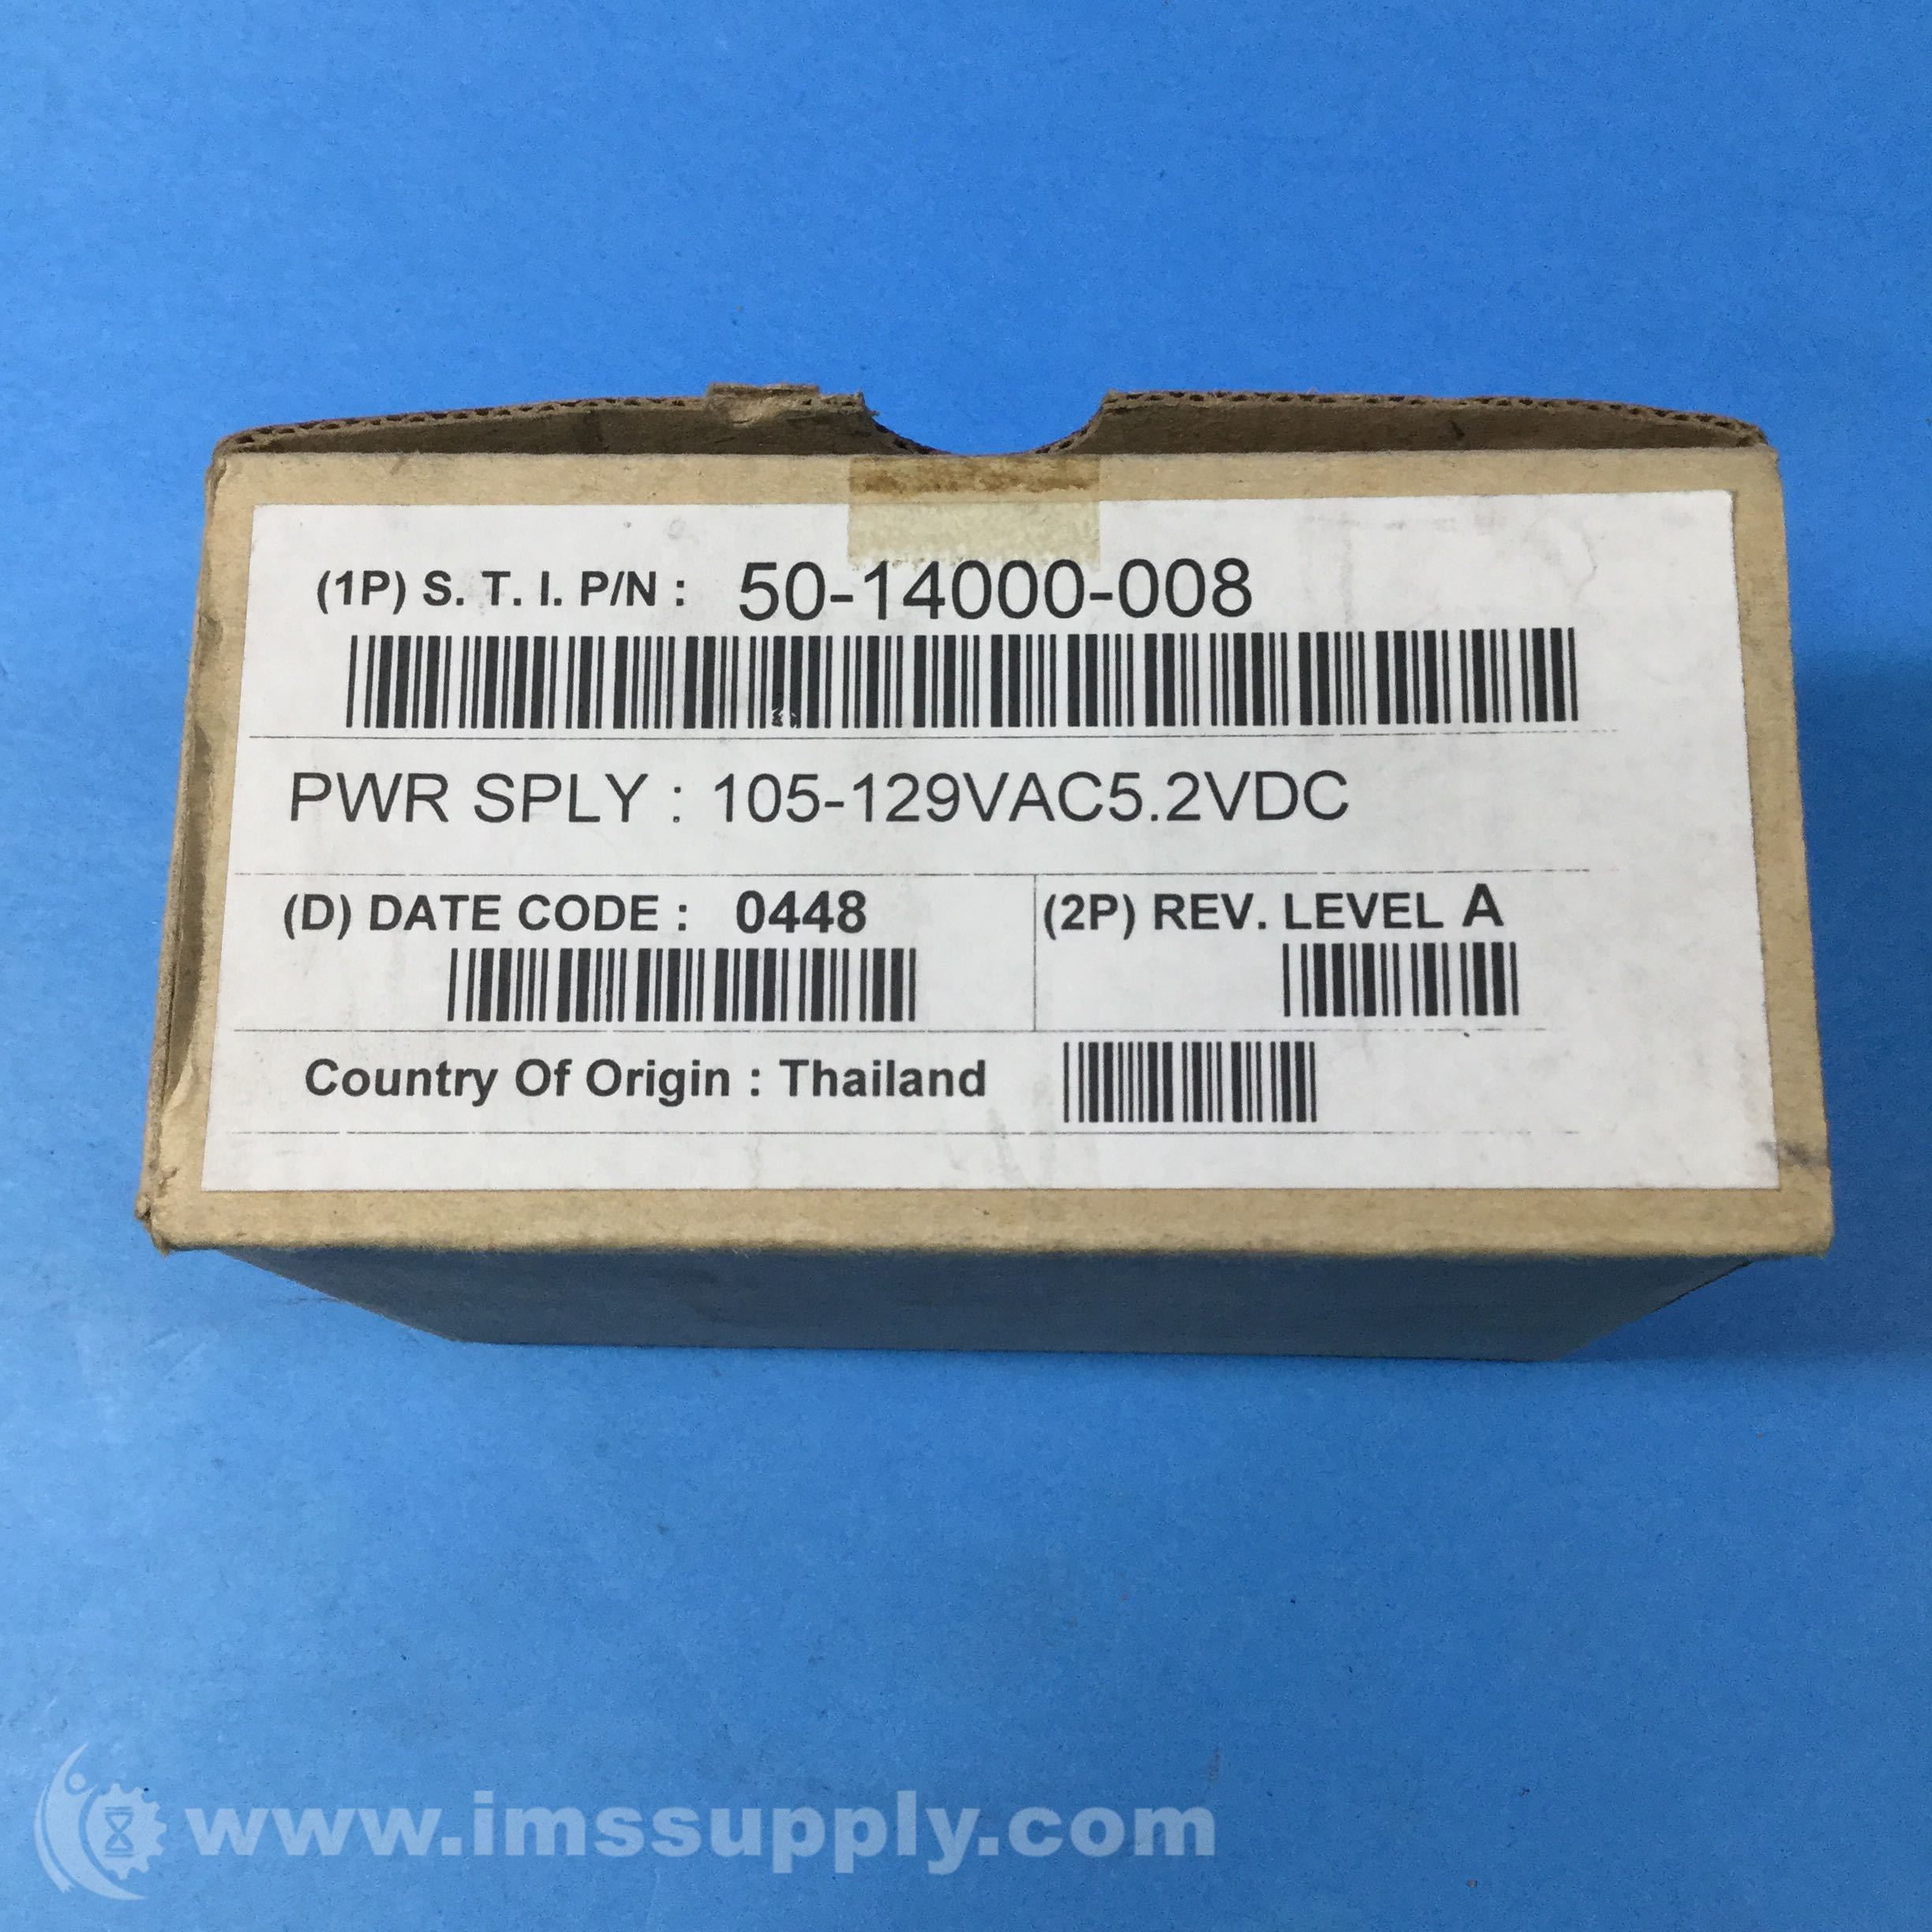 (1P) S. T. I. P/N : 50-14000-008
PWR SPLY : 105-129VAC5.2VDC
(D) DATE CODE : 0448
(2P) REV. LEVEL A
Country Of Origin : Thailand
www.imssupply.com